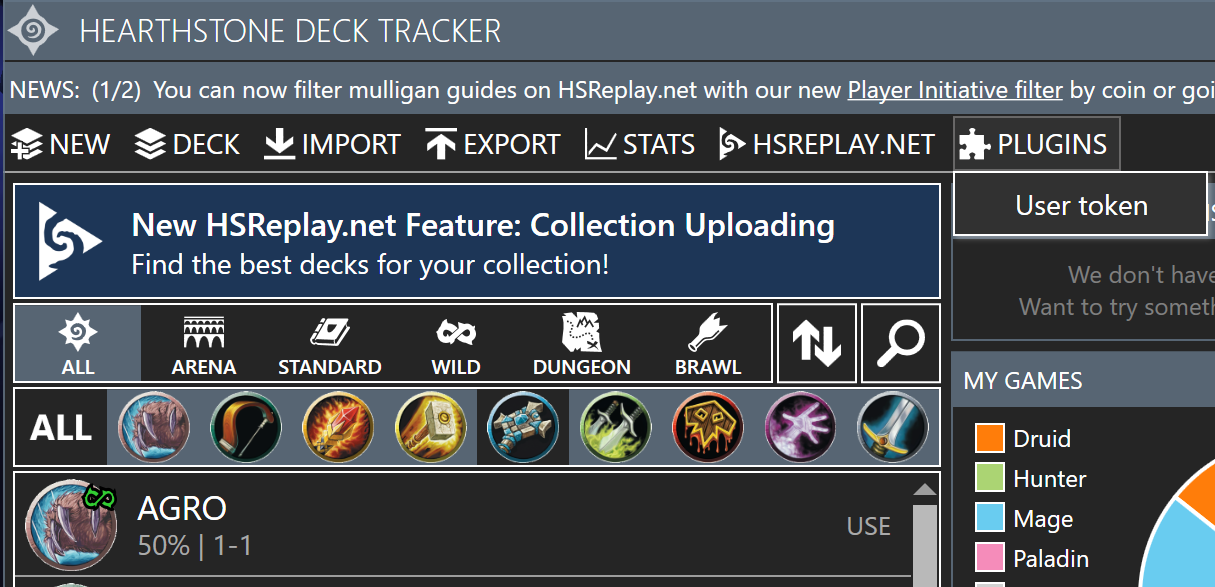 HEARTHSTONE DECK TRACKER
NEWS: (1/2) You can now filter mulligan guides on HSReplay.net with our new Player Initiative filter by coin or goi
NEW DECK IMPORT EXPORT STATS HSREPLAY.NET PLUGINS
User token
New HSReplay.net Feature: Collection Uploading
Find the best decks for your collection!
We don't have
Want to try someth
ALL ARENA STANDARD WILD DUNGEON BRAWL
MY GAMES
ALL
Druid
Hunter
Mage
Paladin
AGRO
50% | 1-1
USE